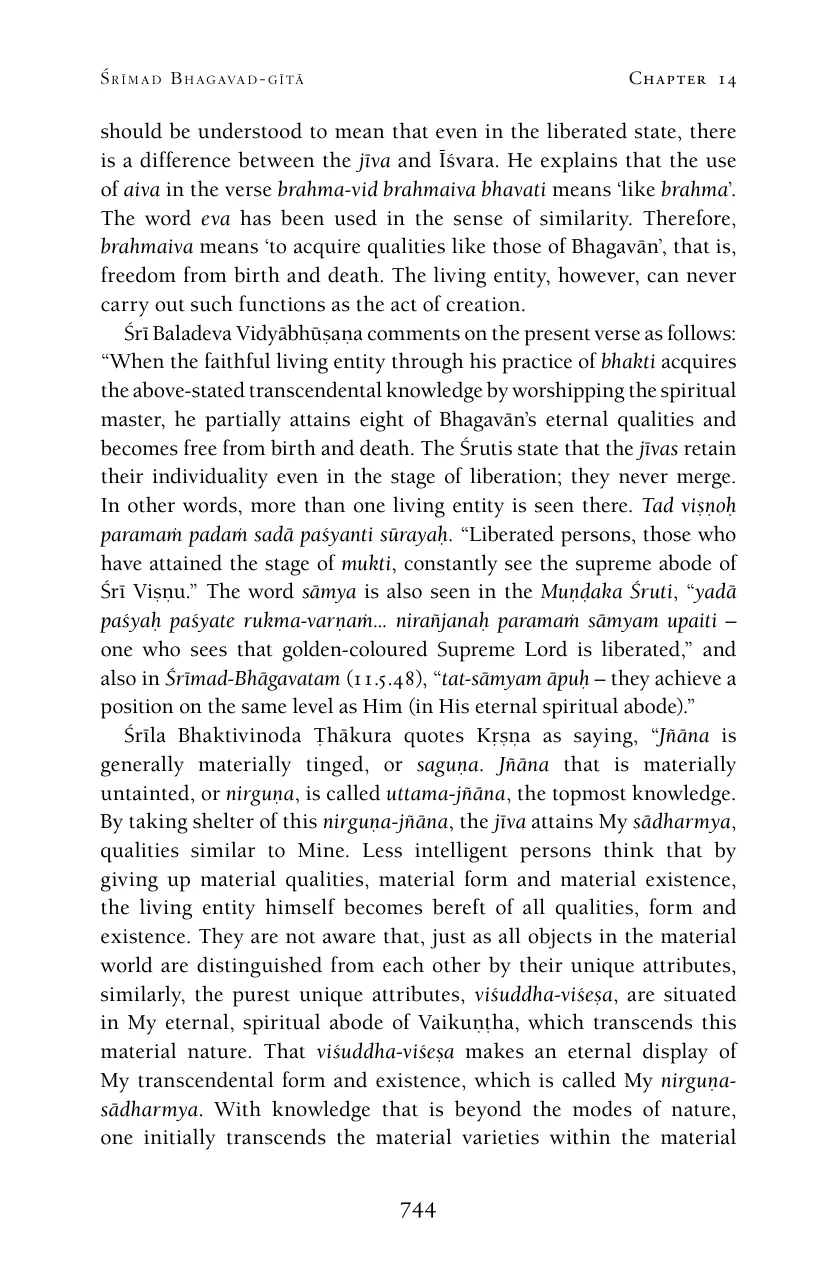 Śrīmad Bhagavad-gītā Chapter 14
should be understood to mean that even in the liberated state, there
is a difference between the jīva and Īśvara. He explains that the use
of aiva in the verse brahma-vid brahmaiva bhavati means ‘like brahma’.
The word eva has been used in the sense of similarity. Therefore,
brahmaiva means ‘to acquire qualities like those of Bhagavān’, that is,
freedom from birth and death. The living entity, however, can never
carry out such functions as the act of creation.
Śrī Baladeva Vidyābhūṣaṇa comments on the present verse as follows:
“When the faithful living entity through his practice of bhakti acquires
the above-stated transcendental knowledge by worshipping the spiritual
master, he partially attains eight of Bhagavān’s eternal qualities and
becomes free from birth and death. The Śrutis state that the jīvas retain
their individuality even in the stage of liberation; they never merge.
In other words, more than one living entity is seen there. Tad viṣṇoḥ
paramaṁ padaṁ sadā paśyanti sūrayaḥ. “Liberated persons, those who
have attained the stage of mukti, constantly see the supreme abode of
Śrī Viṣṇu.” The word sāmya is also seen in the Muṇḍaka Śruti, “yadā
paśyaḥ paśyate rukma-varṇaṁ... nirañjanaḥ paramaṁ sāmyam upaiti –
one who sees that golden-coloured Supreme Lord is liberated,” and
also in Śrīmad-Bhāgavatam (11.5.48), “tat-sāmyam āpuḥ – they achieve a
position on the same level as Him (in His eternal spiritual abode).”
Śrīla Bhaktivinoda Ṭhākura quotes Kṛṣṇa as saying, “Jñāna is
generally materially tinged, or saguṇa. Jñāna that is materially
untainted, or nirguṇa, is called uttama-jñāna, the topmost knowledge.
By taking shelter of this nirguṇa-jñāna, the jīva attains My sādharmya,
qualities similar to Mine. Less intelligent persons think that by
giving up material qualities, material form and material existence,
the living entity himself becomes bereft of all qualities, form and
existence. They are not aware that, just as all objects in the material
world are distinguished from each other by their unique attributes,
similarly, the purest unique attributes, viśuddha-viśeṣa, are situated
in My eternal, spiritual abode of Vaikuṇṭha, which transcends this
material nature. That viśuddha-viśeṣa makes an eternal display of
My transcendental form and existence, which is called My nirguṇa-
sādharmya. With knowledge that is beyond the modes of nature,
one initially transcends the material varieties within the material
744